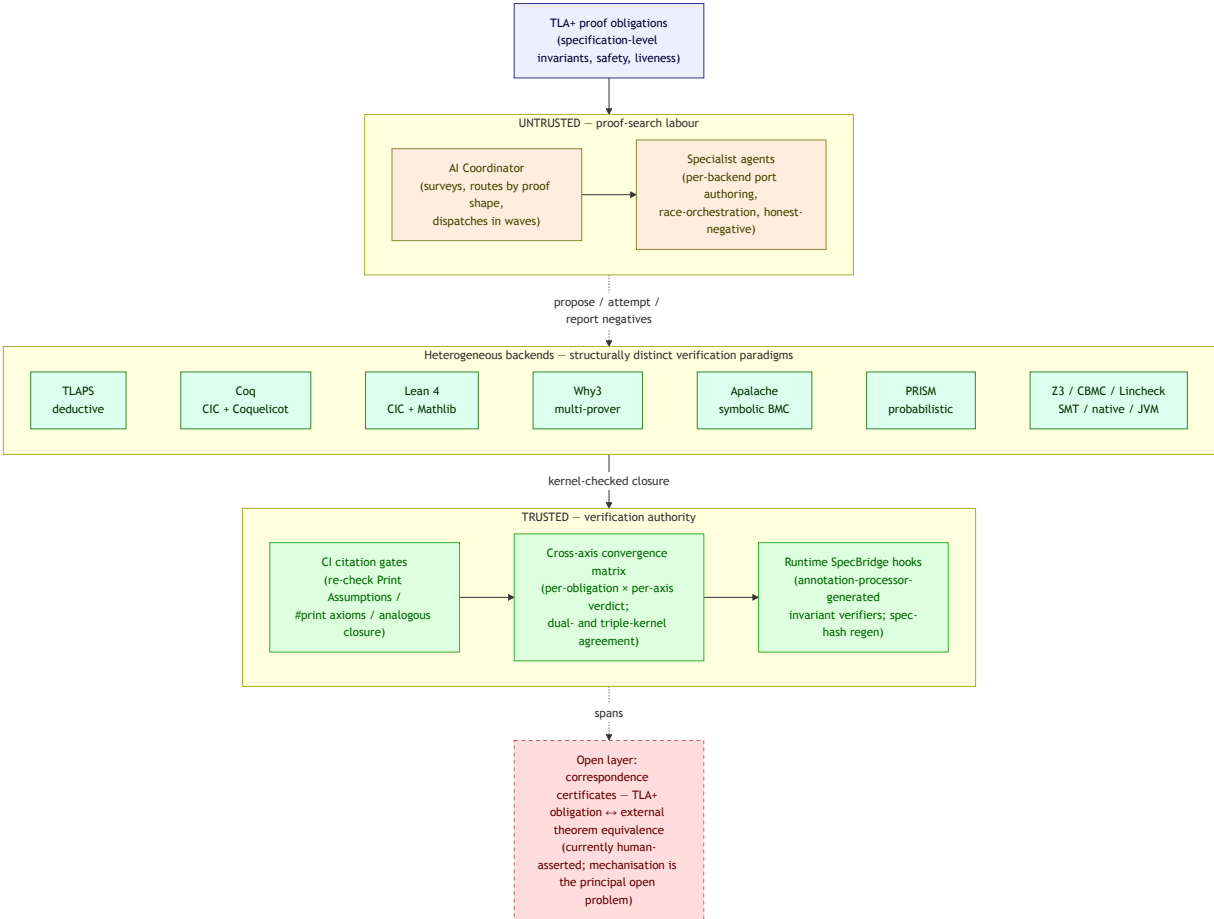 TLA+ proof obligations
(specification-level
invariants, safety, liveness)
UNTRUSTED — proof-search labour
AI Coordinator
(surveys, routes by proof
shape,
dispatches in waves)
Specialist agents
(per-backend port
authoring,
race-orchestration, honest-
negative)
propose / attempt /
report negatives
Heterogeneous backends — structurally distinct verification paradigms
TLAPS
deductive
Coq
CIC + Coquelicot
Lean 4
CIC + Mathlib
Why3
multi-prover
Apalache
symbolic BMC
PRISM
probabilistic
Z3 / CBMC / Lincheck
SMT / native / JVM
kernel-checked closure
TRUSTED — verification authority
CI citation gates
(re-check Print
Assumptions /
#print axioms / analogous
closure)
Cross-axis convergence
matrix
(per-obligation × per-axis
verdict;
dual- and triple-kernel
agreement)
Runtime SpecBridge hooks
(annotation-processor-
generated
invariant verifiers; spec-
hash regen)
spans
Open layer:
correspondence
certificates — TLA+
obligation ↔ external
theorem equivalence
(currently human-
asserted; mechanisation is
the principal open
problem)